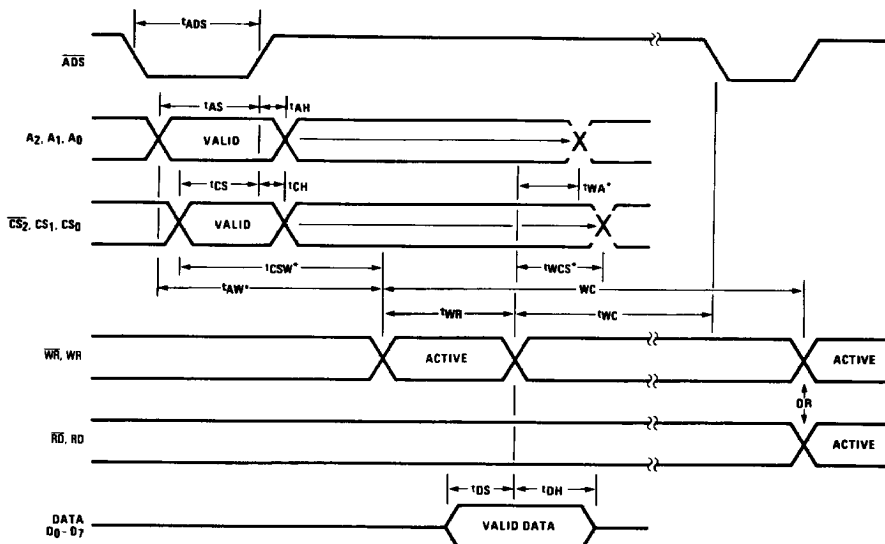 tADS
ADS
tAS tAH
A2, A1, A0 VALID
tCS tCH tWA*
CS2, CS1, CS0 VALID
tCSW* tWCS*
tAW* WC
tWR tWC
WR, WR ACTIVE ACTIVE
OR
RD, RD ACTIVE
tDS tDH
DATA
D0 - D7 VALID DATA